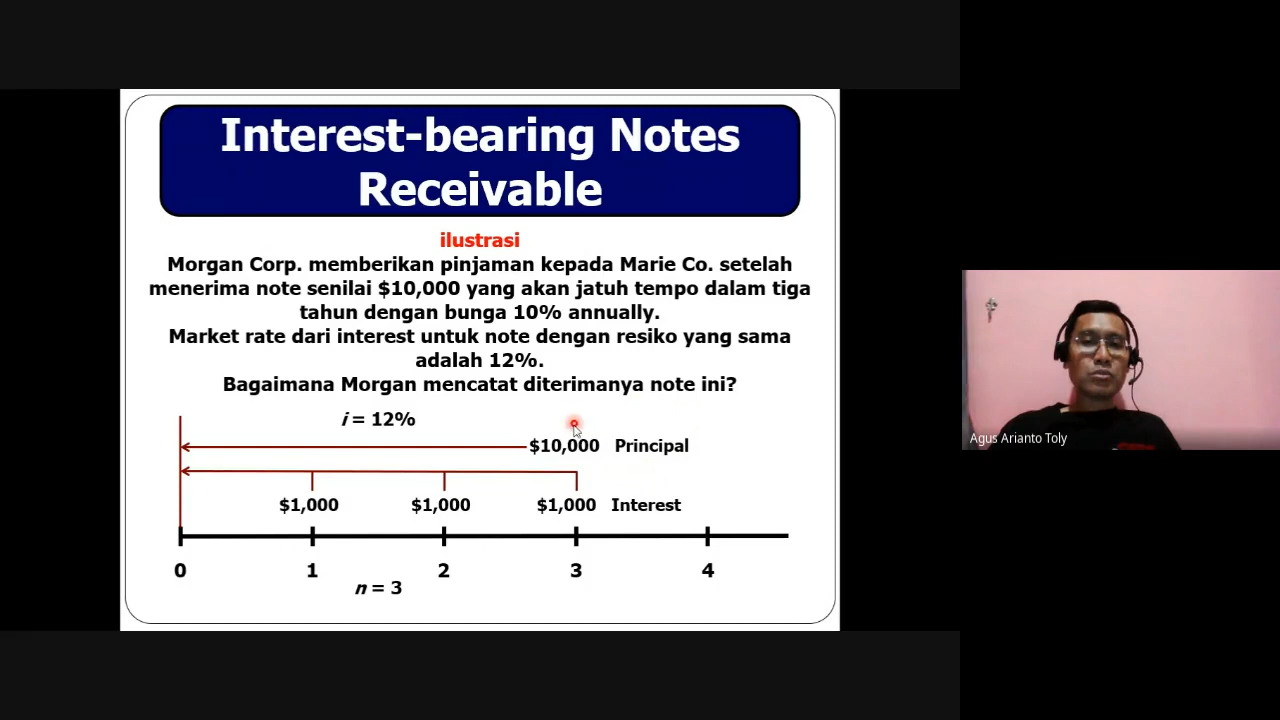 Interest-bearing Notes
Receivable
ilustrasi
Morgan Corp. memberikan pinjaman kepada Marie Co. setelah
menerima note senilai $10,000 yang akan jatuh tempo dalam tiga
tahun dengan bunga 10% annually.
Market rate dari interest untuk note dengan resiko yang sama
adalah 12%.
Bagaimana Morgan mencatat diterimanya note ini?
i = 12%
$10,000 Principal
$1,000 $1,000 $1,000 Interest
0 1 2 3 4
n = 3
Agus Arianto Toly